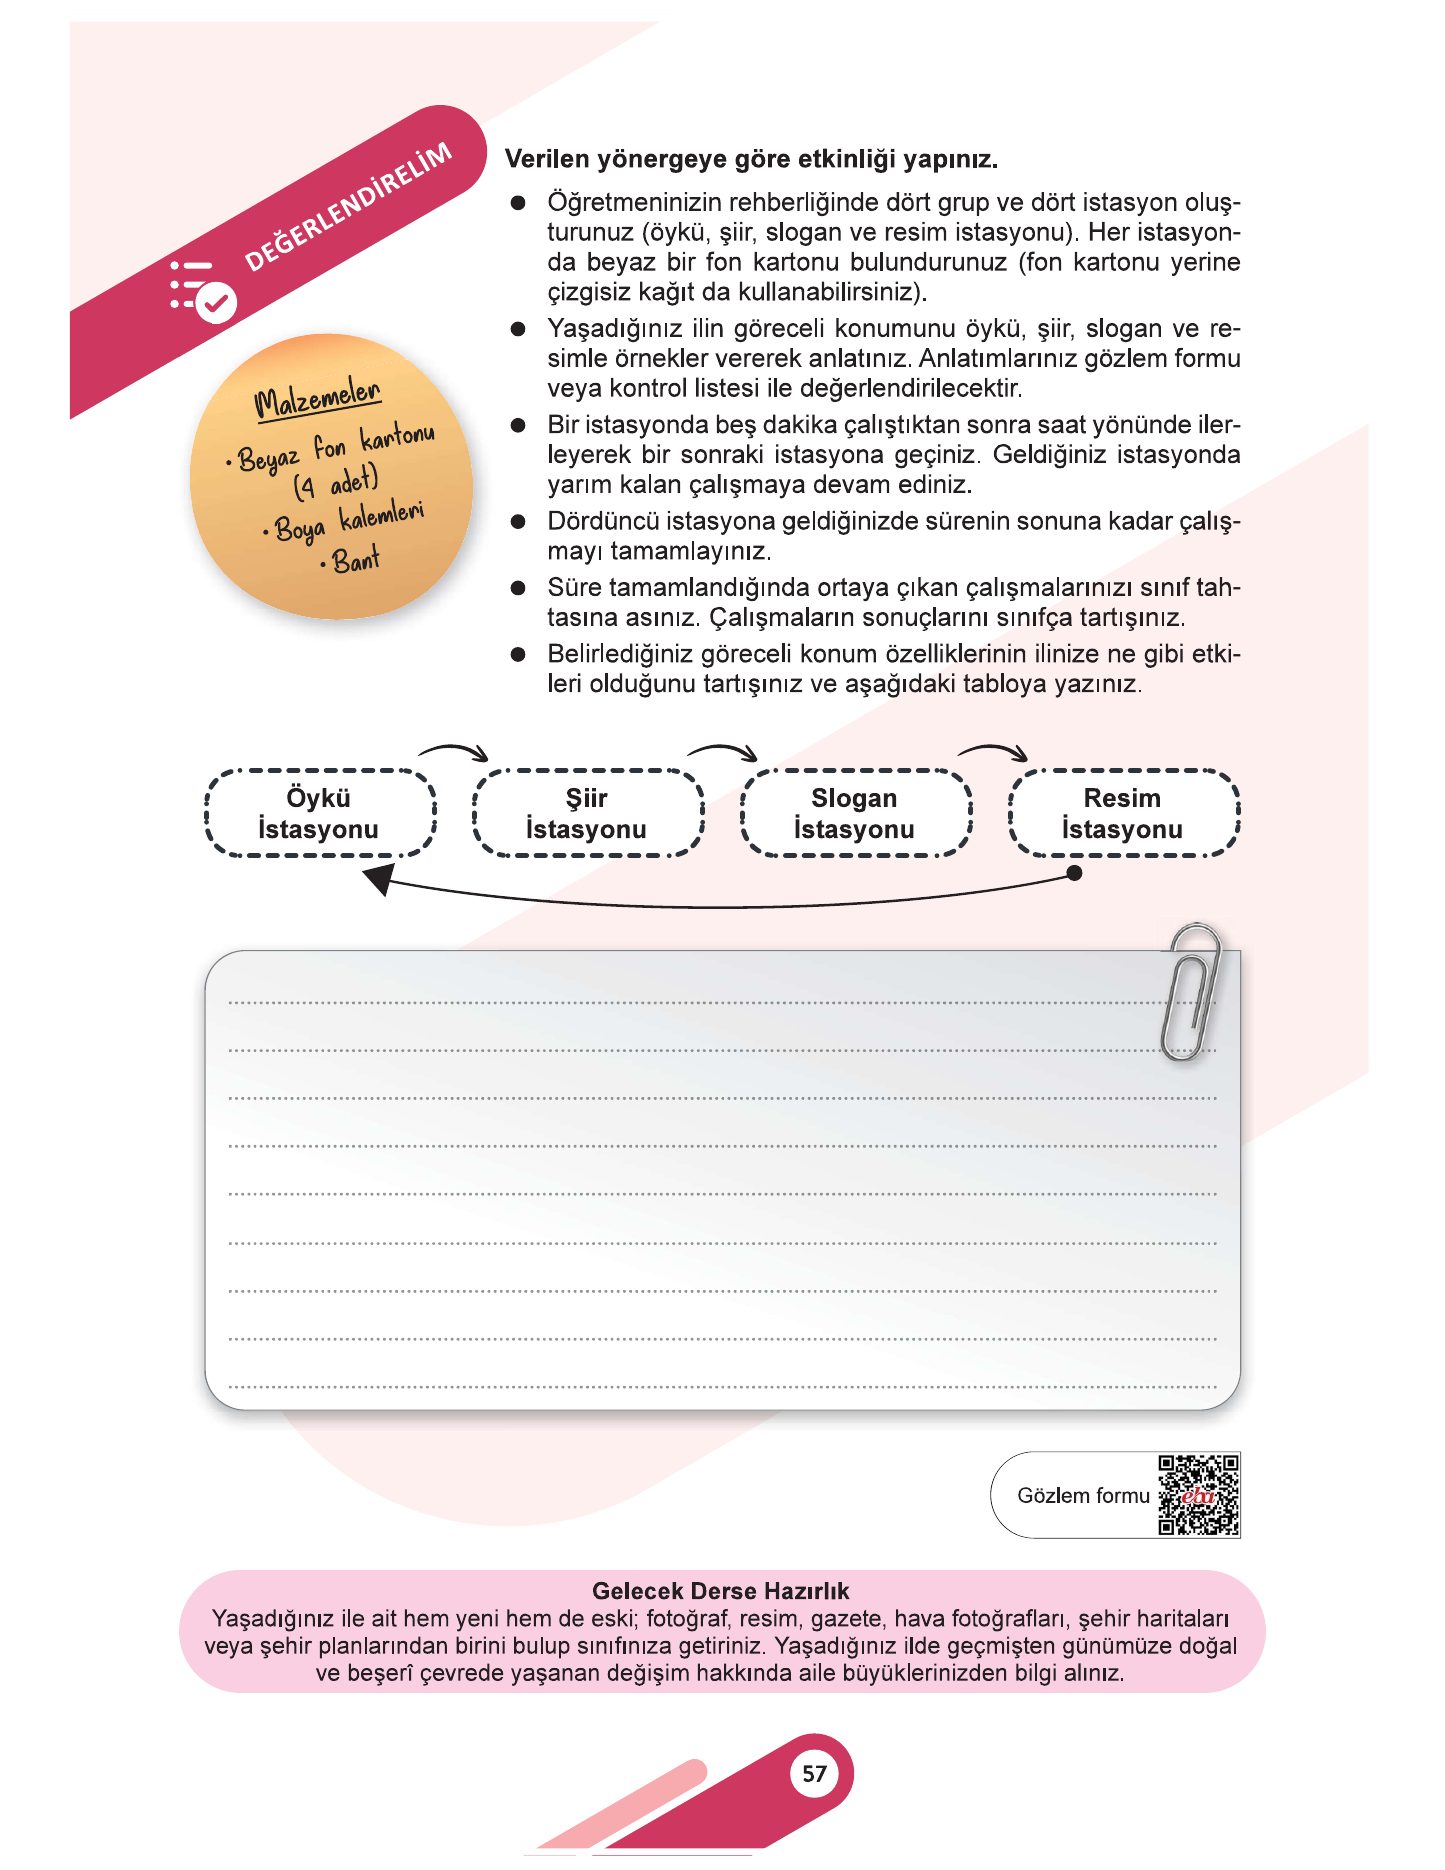 DEĞERLENDİRELİM
Verilen yönergeye göre etkinliği yapınız.
● Öğretmeninizin rehberliğinde dört grup ve dört istasyon oluş-
turunuz (öykü, şiir, slogan ve resim istasyonu). Her istasyon-
da beyaz bir fon kartonu bulundurunuz (fon kartonu yerine
çizgisiz kağıt da kullanabilirsiniz).
● Yaşadığınız ilin göreceli konumunu öykü, şiir, slogan ve re-
simle örnekler vererek anlatınız. Anlatımlarınız gözlem formu
veya kontrol listesi ile değerlendirilecektir.
● Bir istasyonda beş dakika çalıştıktan sonra saat yönünde iler-
leyerek bir sonraki istasyona geçiniz. Geldiğiniz istasyonda
yarım kalan çalışmaya devam ediniz.
● Dördüncü istasyona geldiğinizde sürenin sonuna kadar çalış-
mayı tamamlayınız.
● Süre tamamlandığında ortaya çıkan çalışmalarınızı sınıf tah-
tasına asınız. Çalışmaların sonuçlarını sınıfça tartışınız.
● Belirlediğiniz göreceli konum özelliklerinin ilinize ne gibi etki-
leri olduğunu tartışınız ve aşağıdaki tabloya yazınız.
Malzemeler
• Beyaz fon kartonu
(4 adet)
• Boya kalemleri
• Bant
Öykü
İstasyonu
Şiir
İstasyonu
Slogan
İstasyonu
Resim
İstasyonu
Gözlem formu
eba
Gelecek Derse Hazırlık
Yaşadığınız ile ait hem yeni hem de eski; fotoğraf, resim, gazete, hava fotoğrafları, şehir haritaları
veya şehir planlarından birini bulup sınıfınıza getiriniz. Yaşadığınız ilde geçmişten günümüze doğal
ve beşerî çevrede yaşanan değişim hakkında aile büyüklerinizden bilgi alınız.
57